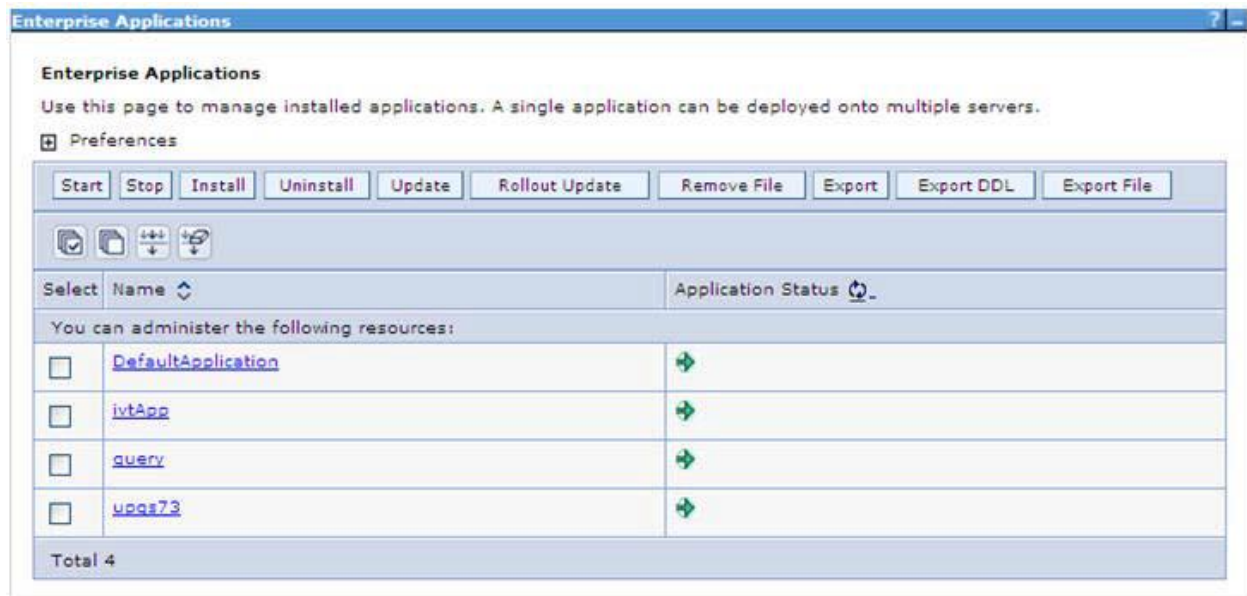 Enterprise Applications ? -
Enterprise Applications
Use this page to manage installed applications. A single application can be deployed onto multiple servers.
Preferences
Start Stop Install Uninstall Update Rollout Update Remove File Export Export DDL Export File
Select Name Application Status
You can administer the following resources:
DefaultApplication
ivtApp
query
upgs73
Total 4